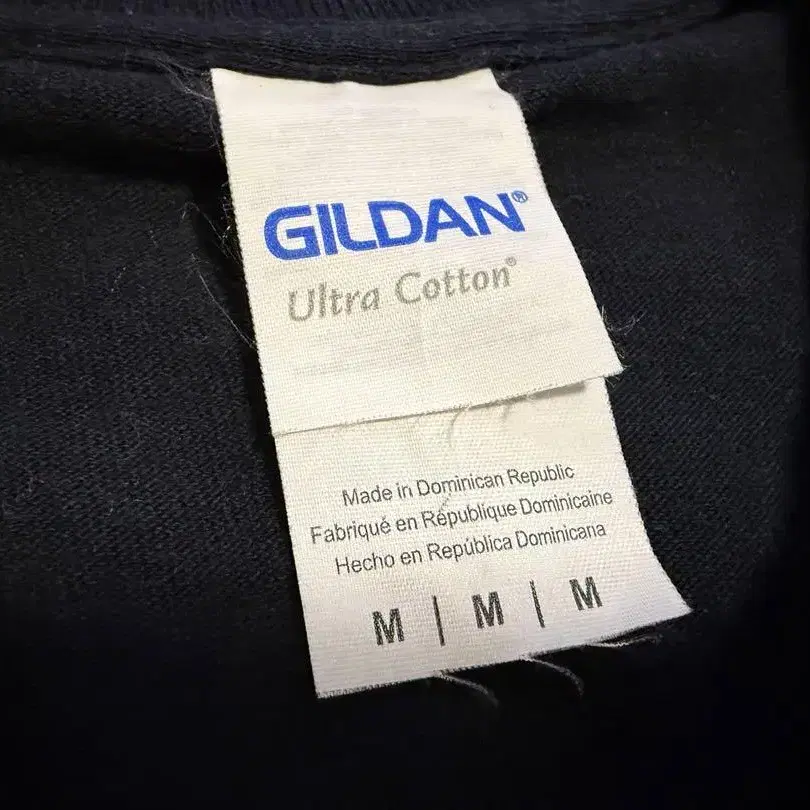 GILDAN®
Ultra Cotton®
Made in Dominican Republic
Fabriqué en République Dominicaine
Hecho en República Dominicana
M | M | M